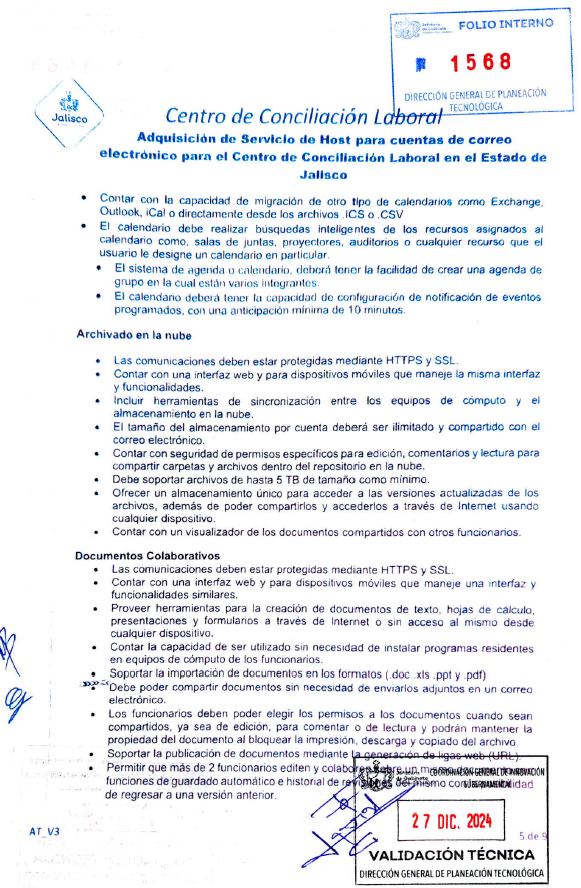 Secretaría
de Gabinete
FOLIO INTERNO
1568
DIRECCIÓN GENERAL DE PLANEACIÓN
TECNOLÓGICA
Jalisco
Centro de Conciliación Laboral
Adquisición de Servicio de Host para cuentas de correo
electrónico para el Centro de Conciliación Laboral en el Estado de
Jalisco
• Contar con la capacidad de migración de otro tipo de calendarios como Exchange,
Outlook, iCal o directamente desde los archivos .ICS o .CSV
• El calendario debe realizar búsquedas inteligentes de los recursos asignados al
calendario como, salas de juntas, proyectores, auditorios o cualquier recurso que el
usuario le designe un calendario en particular.
• El sistema de agenda o calendario, deberá tener la facilidad de crear una agenda de
grupo en la cual están varios integrantes.
• El calendario deberá tener la capacidad de configuración de notificación de eventos
programados, con una anticipación mínima de 10 minutos.
Archivado en la nube
• Las comunicaciones deben estar protegidas mediante HTTPS y SSL.
• Contar con una interfaz web y para dispositivos móviles que maneje la misma interfaz
y funcionalidades.
• Incluir herramientas de sincronización entre los equipos de cómputo y el
almacenamiento en la nube.
• El tamaño del almacenamiento por cuenta deberá ser ilimitado y compartido con el
correo electrónico.
• Contar con seguridad de permisos específicos para edición, comentarios y lectura para
compartir carpetas y archivos dentro del repositorio en la nube.
• Debe soportar archivos de hasta 5 TB de tamaño como mínimo.
• Ofrecer un almacenamiento único para acceder a las versiones actualizadas de los
archivos, además de poder compartirlos y accederlos a través de Internet usando
cualquier dispositivo.
• Contar con un visualizador de los documentos compartidos con otros funcionarios.
Documentos Colaborativos
• Las comunicaciones deben estar protegidas mediante HTTPS y SSL.
• Contar con una interfaz web y para dispositivos móviles que maneje una interfaz y
funcionalidades similares.
• Proveer herramientas para la creación de documentos de texto, hojas de cálculo,
presentaciones y formularios a través de Internet o sin acceso al mismo desde
cualquier dispositivo.
• Contar la capacidad de ser utilizado sin necesidad de instalar programas residentes
en equipos de cómputo de los funcionarios.
• Soportar la importación de documentos en los formatos (.doc .xls .ppt y .pdf)
• Debe poder compartir documentos sin necesidad de enviarlos adjuntos en un correo
electrónico.
• Los funcionarios deben poder elegir los permisos a los documentos cuando sean
compartidos, ya sea de edición, para comentar o de lectura y podrán mantener la
propiedad del documento al bloquear la impresión, descarga y copiado del archivo.
• Soportar la publicación de documentos mediante la generación de ligas web (URL)
• Permitir que más de 2 funcionarios editen y colaboren sobre un mismo
funciones de guardado automático e historial de del mismo con
de regresar a una versión anterior.
COORDINACIÓN GENERAL DE INNOVACIÓN
GUBERNAMENTAL
27 DIC. 2024
AT_V3
5 de 9
VALIDACIÓN TÉCNICA
DIRECCIÓN GENERAL DE PLANEACIÓN TECNOLÓGICA